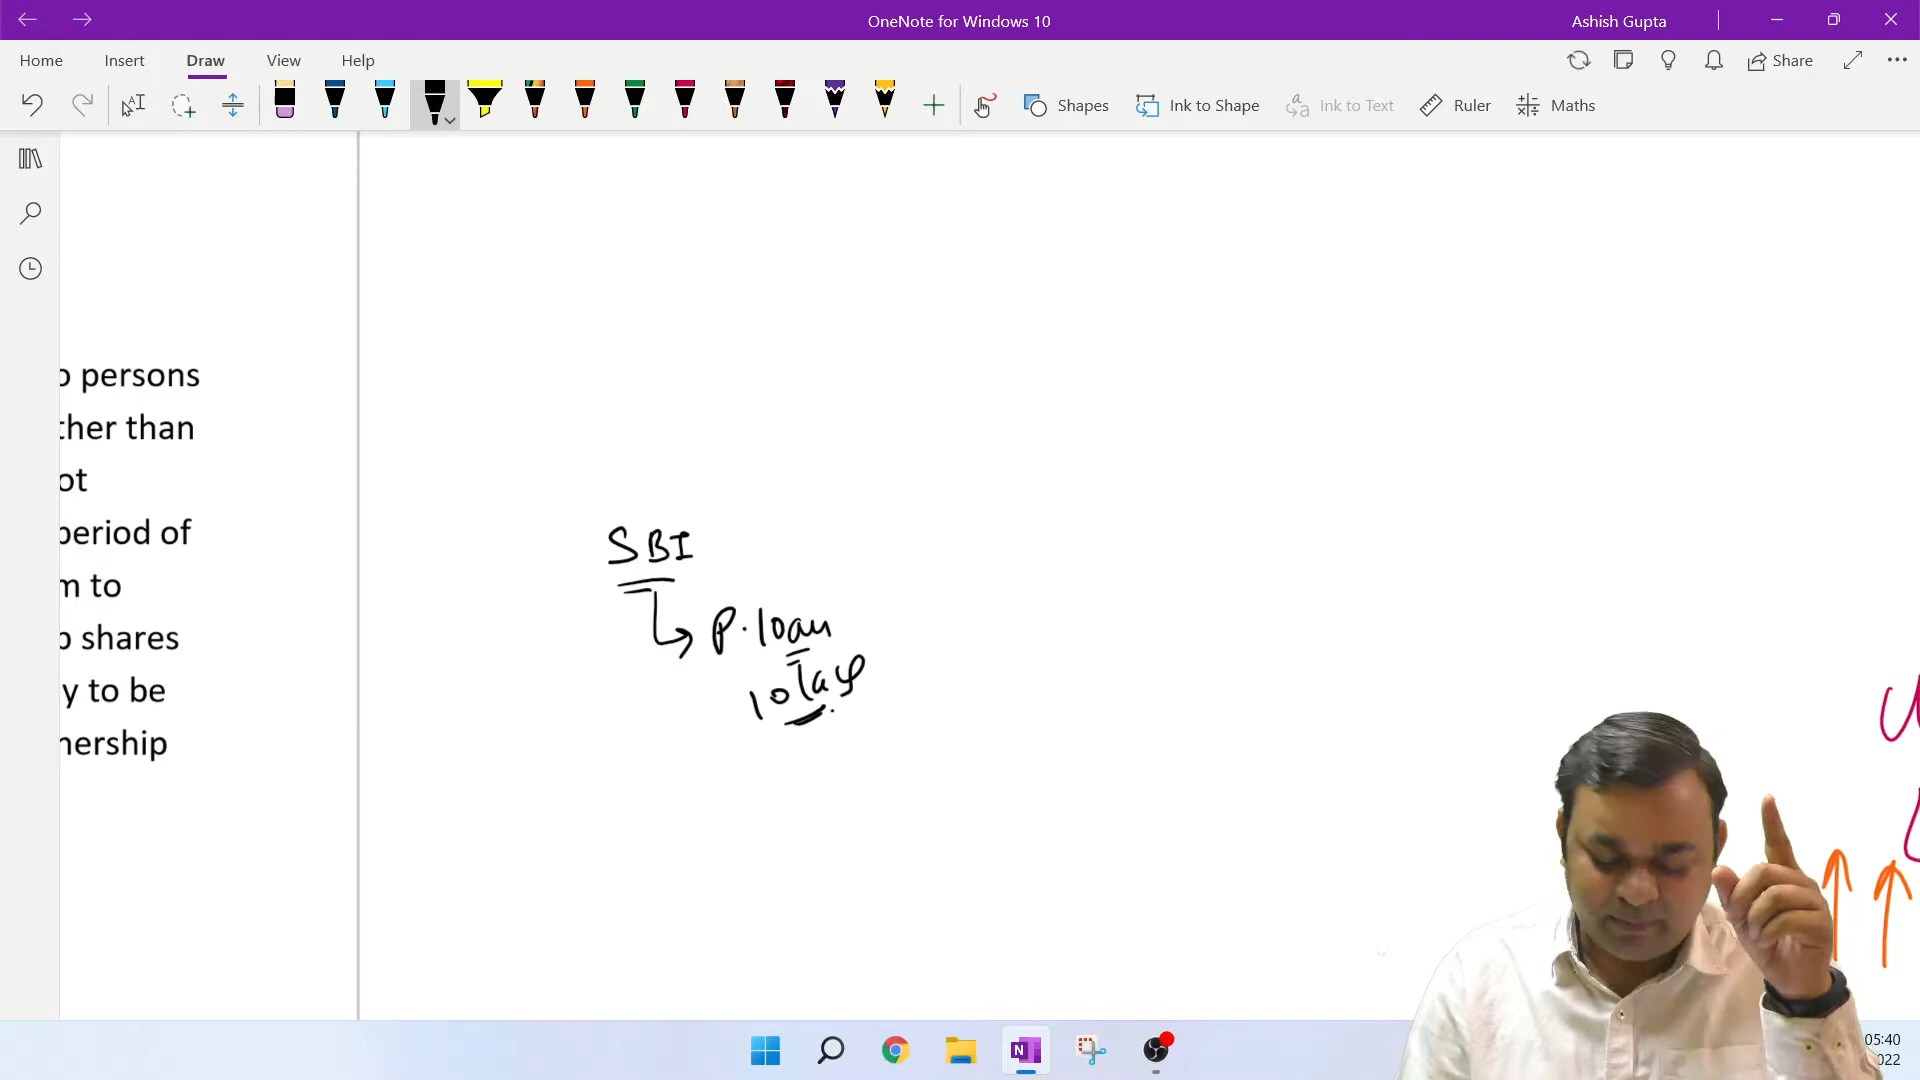 OneNote for Windows 10
Ashish Gupta
Home Insert Draw View Help
Share
Shapes Ink to Shape Ink to Text Ruler Maths
o persons
ther than
ot
period of
m to
p shares
y to be
nership
SBI
P. loan
10
05:40
022